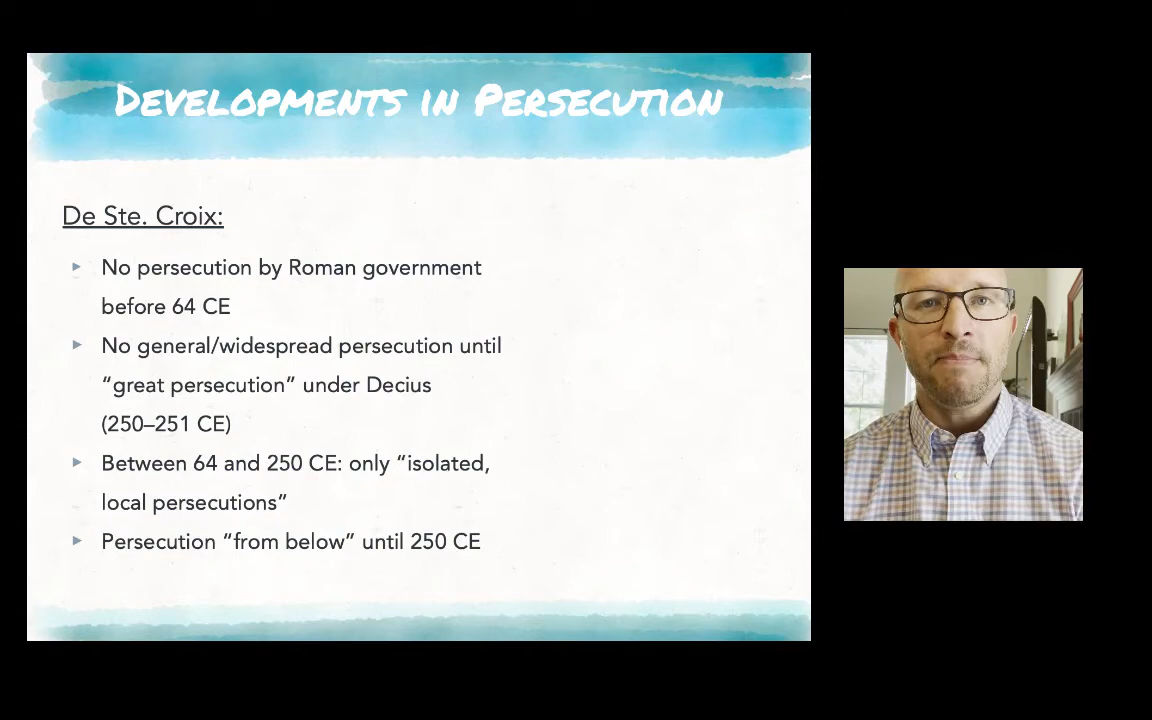 Developments in Persecution
De Ste. Croix:
No persecution by Roman government
before 64 CE
No general/widespread persecution until
“great persecution” under Decius
(250–251 CE)
Between 64 and 250 CE: only “isolated,
local persecutions”
Persecution “from below” until 250 CE